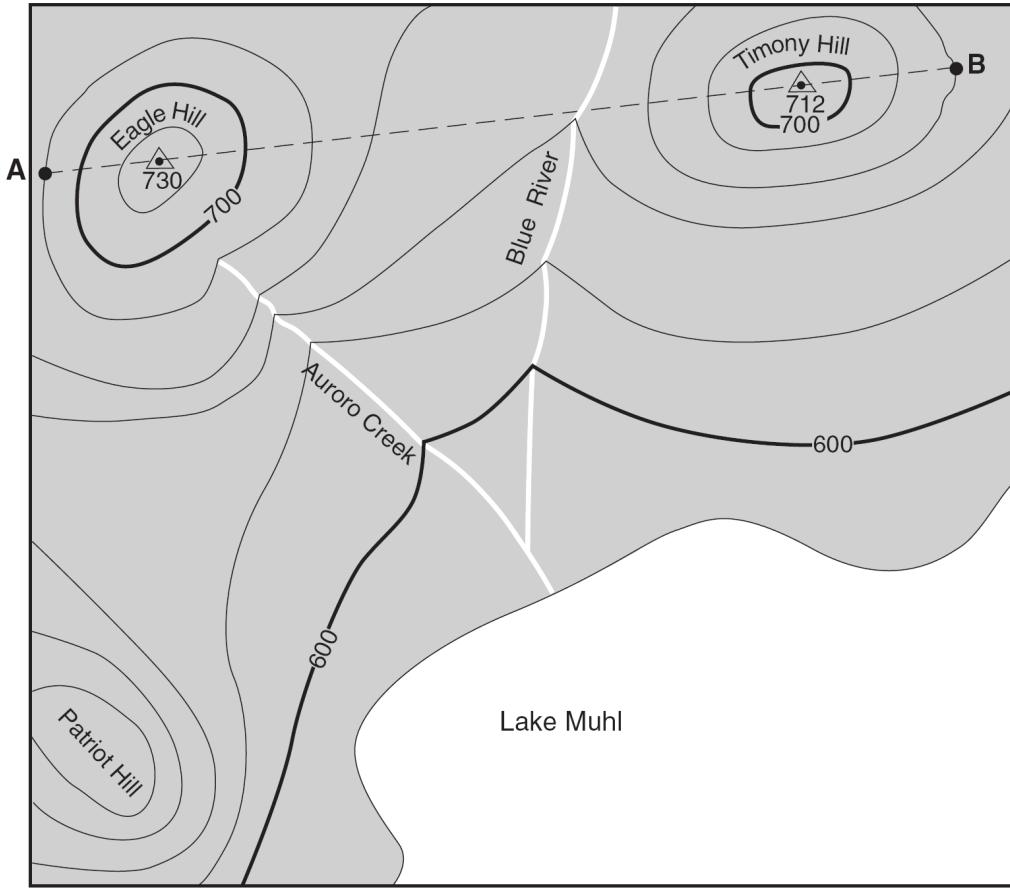 Timony Hill
B
712
700
Eagle Hill
A
730
700
Blue River
Auroro Creek
600
600
Patriot Hill
Lake Muhl